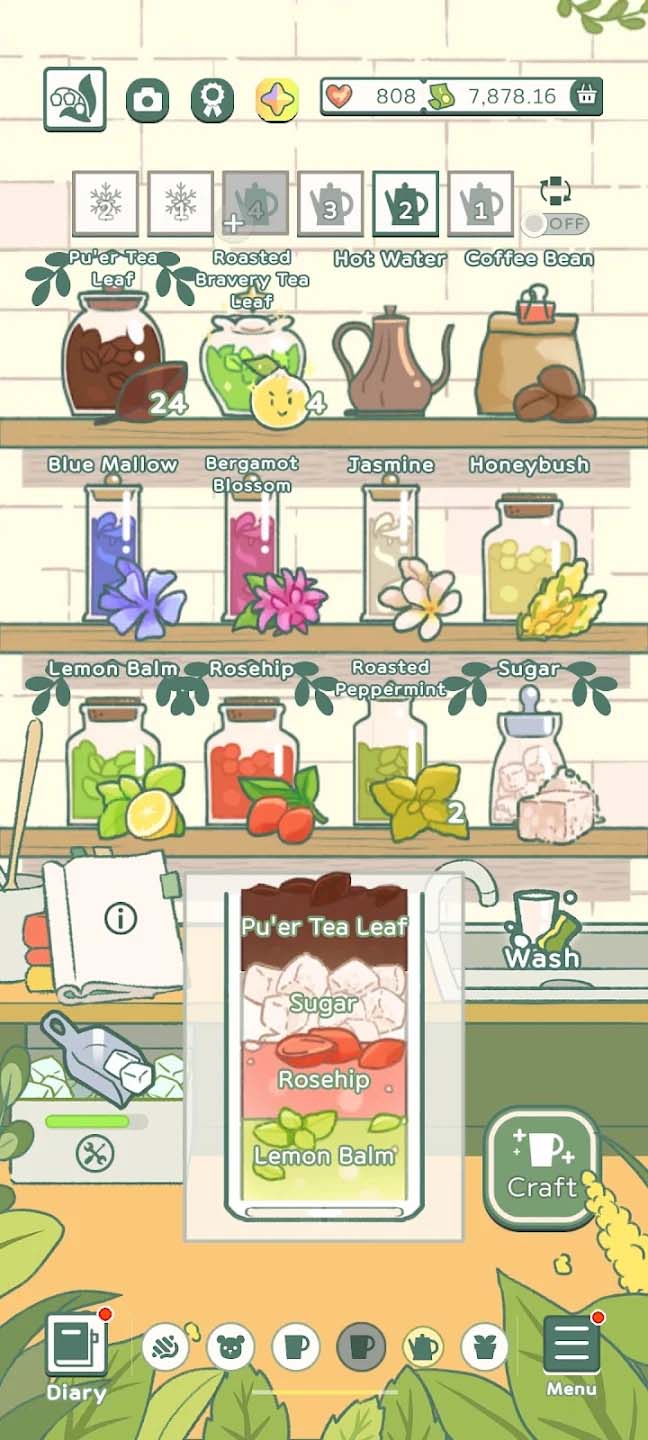 808 7,878.16
2 1 +4 3 2 1 OFF
Pu'er Tea
Leaf
Roasted
Bravery Tea
Leaf
Hot Water
Coffee Bean
24 4
Blue Mallow
Bergamot
Blossom
Jasmine
Honeybush
Lemon Balm
Rosehip
Roasted
Peppermint
Sugar
2
i
Pu'er Tea Leaf
Wash
Sugar
Rosehip
Lemon Balm
Craft
Diary
Menu